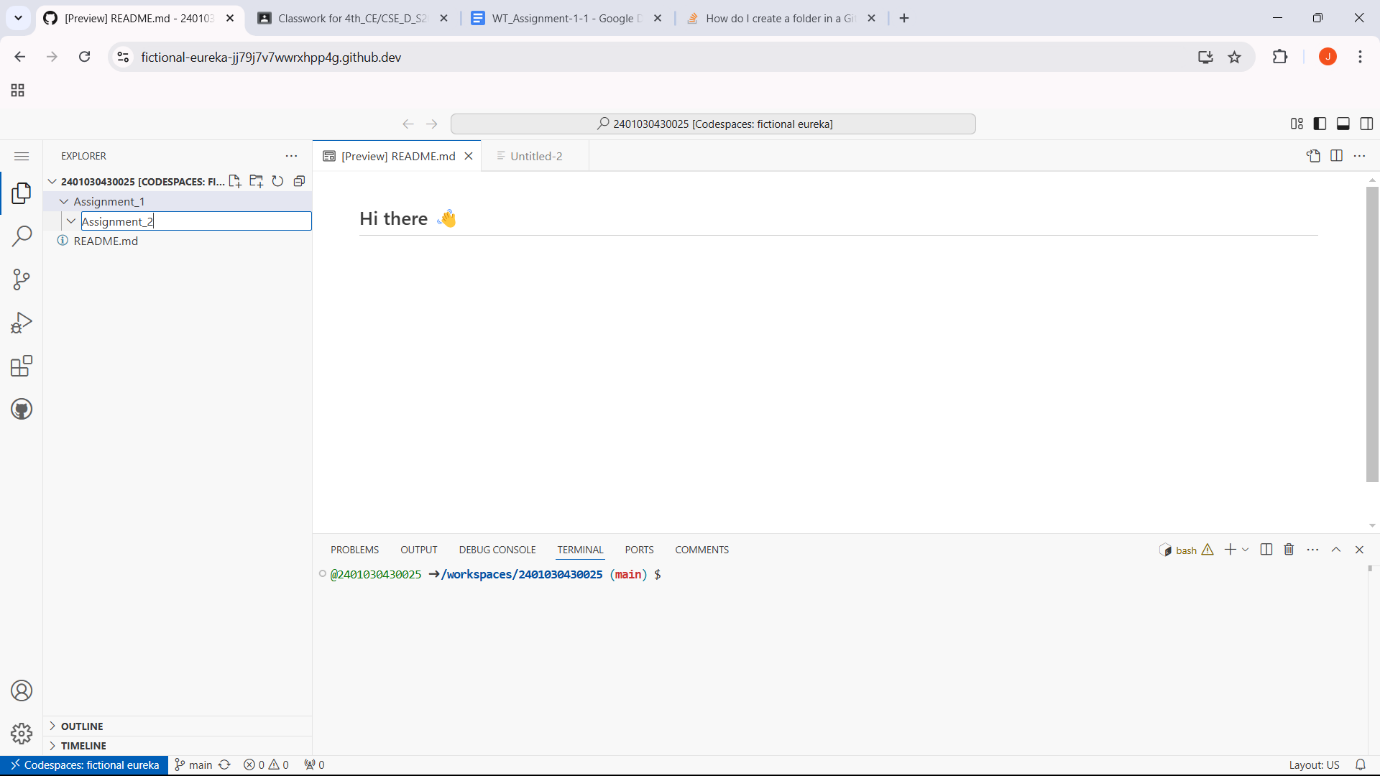 [Preview] README.md - 24010
Classwork for 4th_CE/CSE_D_S2
WT_Assignment-1-1 - Google D
How do I create a folder in a Git
fictional-eureka-jj79j7v7wwrxhpp4g.github.dev
J
2401030430025 [Codespaces: fictional eureka]
EXPLORER
[Preview] README.md
Untitled-2
2401030430025 [CODESPACES: FI...
Assignment_1
Assignment_2
README.md
Hi there 👋
PROBLEMS
OUTPUT
DEBUG CONSOLE
TERMINAL
PORTS
COMMENTS
bash
@2401030430025 ➜/workspaces/2401030430025 (main) $
OUTLINE
TIMELINE
Codespaces: fictional eureka
main
0
0
0
Layout: US